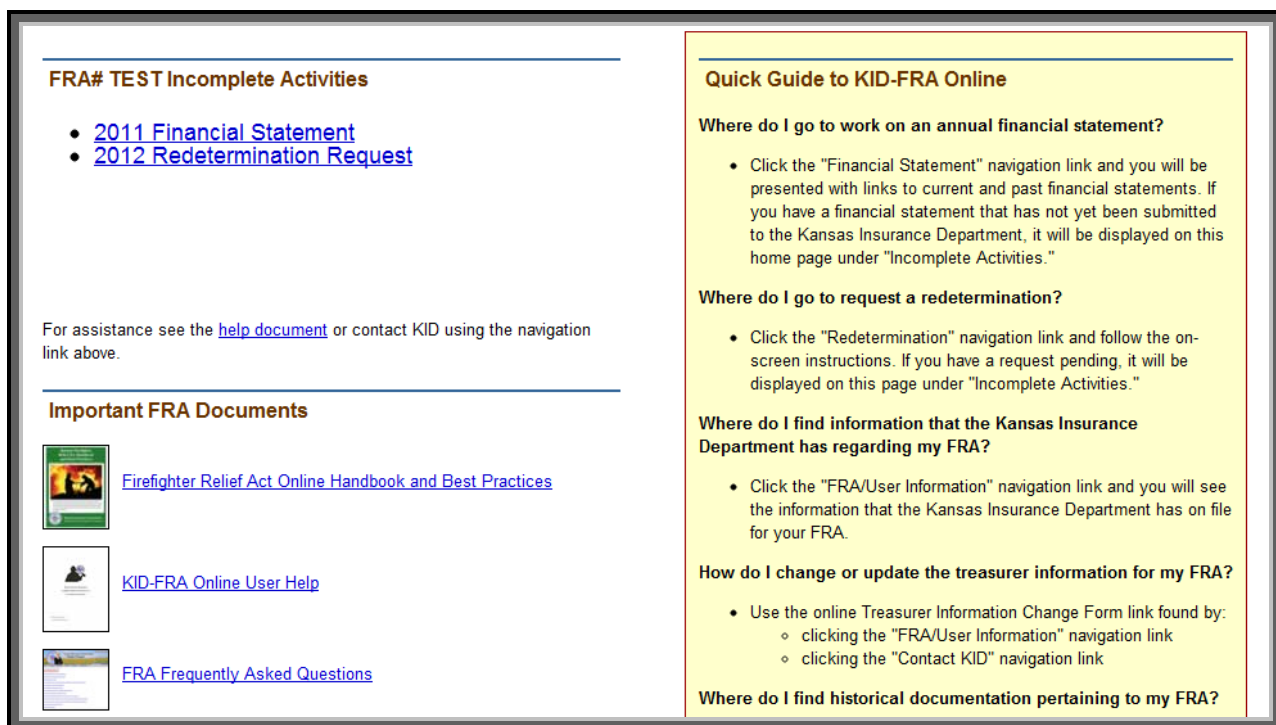 FRA# TEST Incomplete Activities
2011 Financial Statement
2012 Redetermination Request
For assistance see the help document or contact KID using the navigation
link above.
Important FRA Documents
Firefighter Relief Act Online Handbook and Best Practices
KID-FRA Online User Help
FRA Frequently Asked Questions
Quick Guide to KID-FRA Online
Where do I go to work on an annual financial statement?
Click the "Financial Statement" navigation link and you will be
presented with links to current and past financial statements. If
you have a financial statement that has not yet been submitted
to the Kansas Insurance Department, it will be displayed on this
home page under "Incomplete Activities."
Where do I go to request a redetermination?
Click the "Redetermination" navigation link and follow the on-
screen instructions. If you have a request pending, it will be
displayed on this page under "Incomplete Activities."
Where do I find information that the Kansas Insurance
Department has regarding my FRA?
Click the "FRA/User Information" navigation link and you will see
the information that the Kansas Insurance Department has on file
for your FRA.
How do I change or update the treasurer information for my FRA?
Use the online Treasurer Information Change Form link found by:
clicking the "FRA/User Information" navigation link
clicking the "Contact KID" navigation link
Where do I find historical documentation pertaining to my FRA?